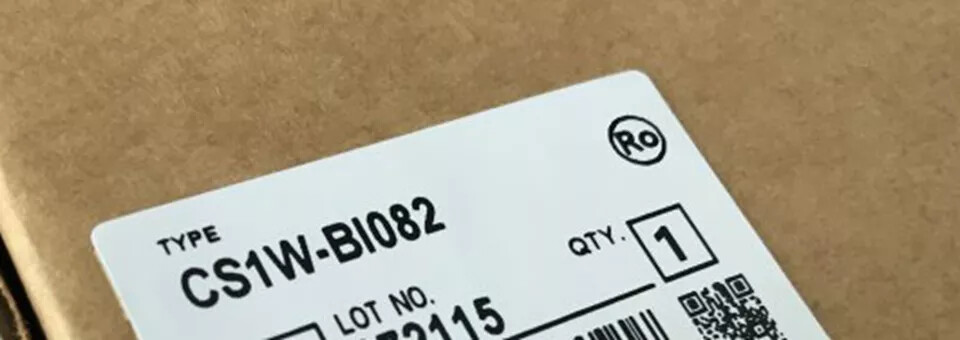 Ro
TYPE
CS1W-BI082
QTY. 1
LOT NO.